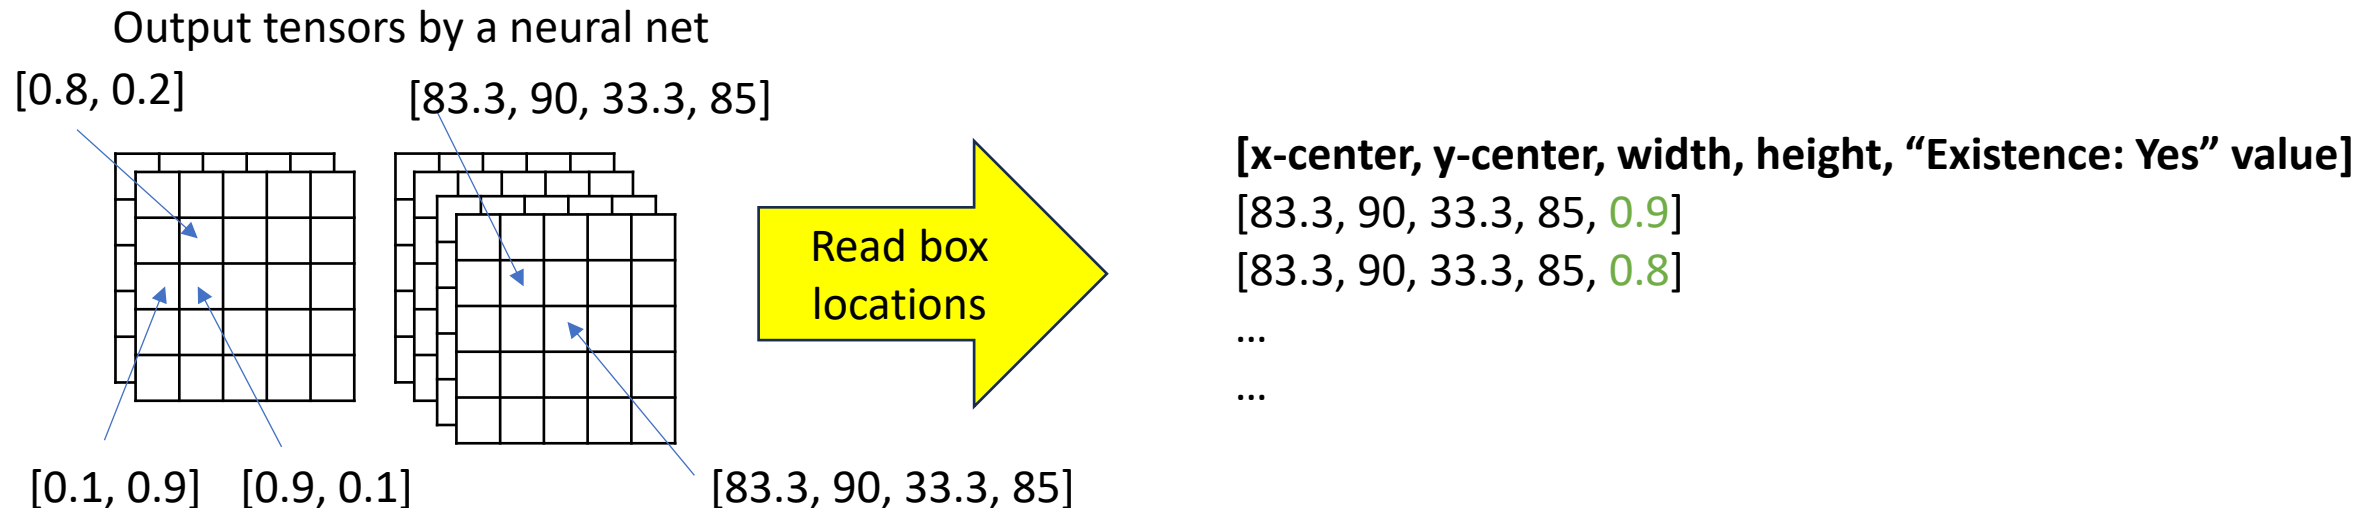 Output tensors by a neural net
[0.8, 0.2]
[83.3, 90, 33.3, 85]
[0.1, 0.9]
[0.9, 0.1]
[83.3, 90, 33.3, 85]
Read box
locations
[x-center, y-center, width, height, “Existence: Yes” value]
[83.3, 90, 33.3, 85, 0.9]
[83.3, 90, 33.3, 85, 0.8]
...
...